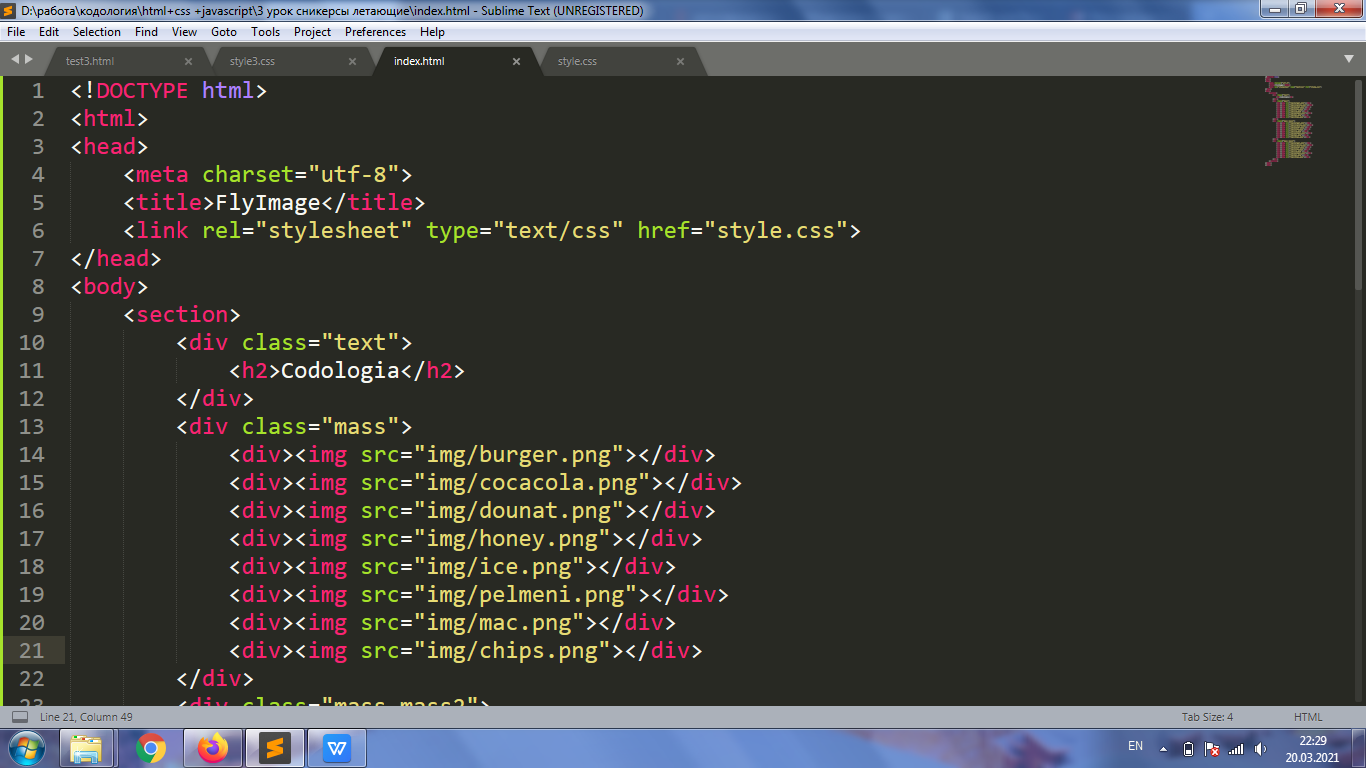 D:\работа\кодология\html+css +javascript\3 урок сникерсы летающие\index.html - Sublime Text (UNREGISTERED)
File Edit Selection Find View Goto Tools Project Preferences Help
test3.html × style3.css × index.html × style.css ×
1 <!DOCTYPE html>
2 <html>
3 <head>
4 <meta charset="utf-8">
5 <title>FlyImage</title>
6 <link rel="stylesheet" type="text/css" href="style.css">
7 </head>
8 <body>
9 <section>
10 <div class="text">
11 <h2>Codologia</h2>
12 </div>
13 <div class="mass">
14 <div><img src="img/burger.png"></div>
15 <div><img src="img/cocacola.png"></div>
16 <div><img src="img/dounat.png"></div>
17 <div><img src="img/honey.png"></div>
18 <div><img src="img/ice.png"></div>
19 <div><img src="img/pelmeni.png"></div>
20 <div><img src="img/mac.png"></div>
21 <div><img src="img/chips.png"></div>
22 </div>
23 <div class="mass mass2">
Line 21, Column 49 Tab Size: 4 HTML
EN 22:29
20.03.2021